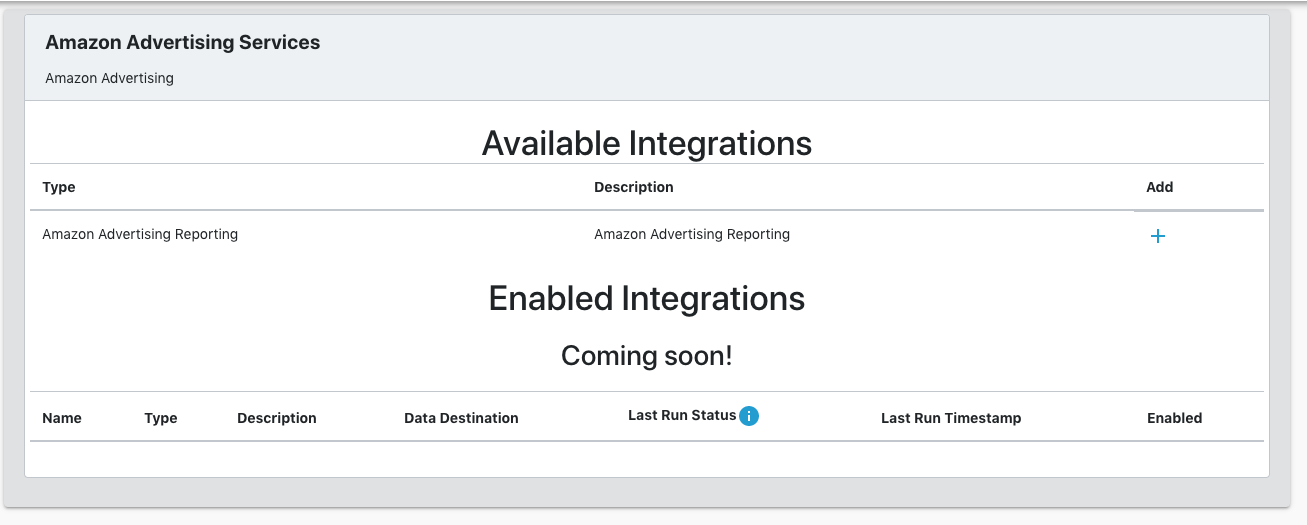 Amazon Advertising Services
Amazon Advertising
Available Integrations
Type Description Add
Amazon Advertising Reporting Amazon Advertising Reporting +
Enabled Integrations
Coming soon!
Name Type Description Data Destination Last Run Status i Last Run Timestamp Enabled